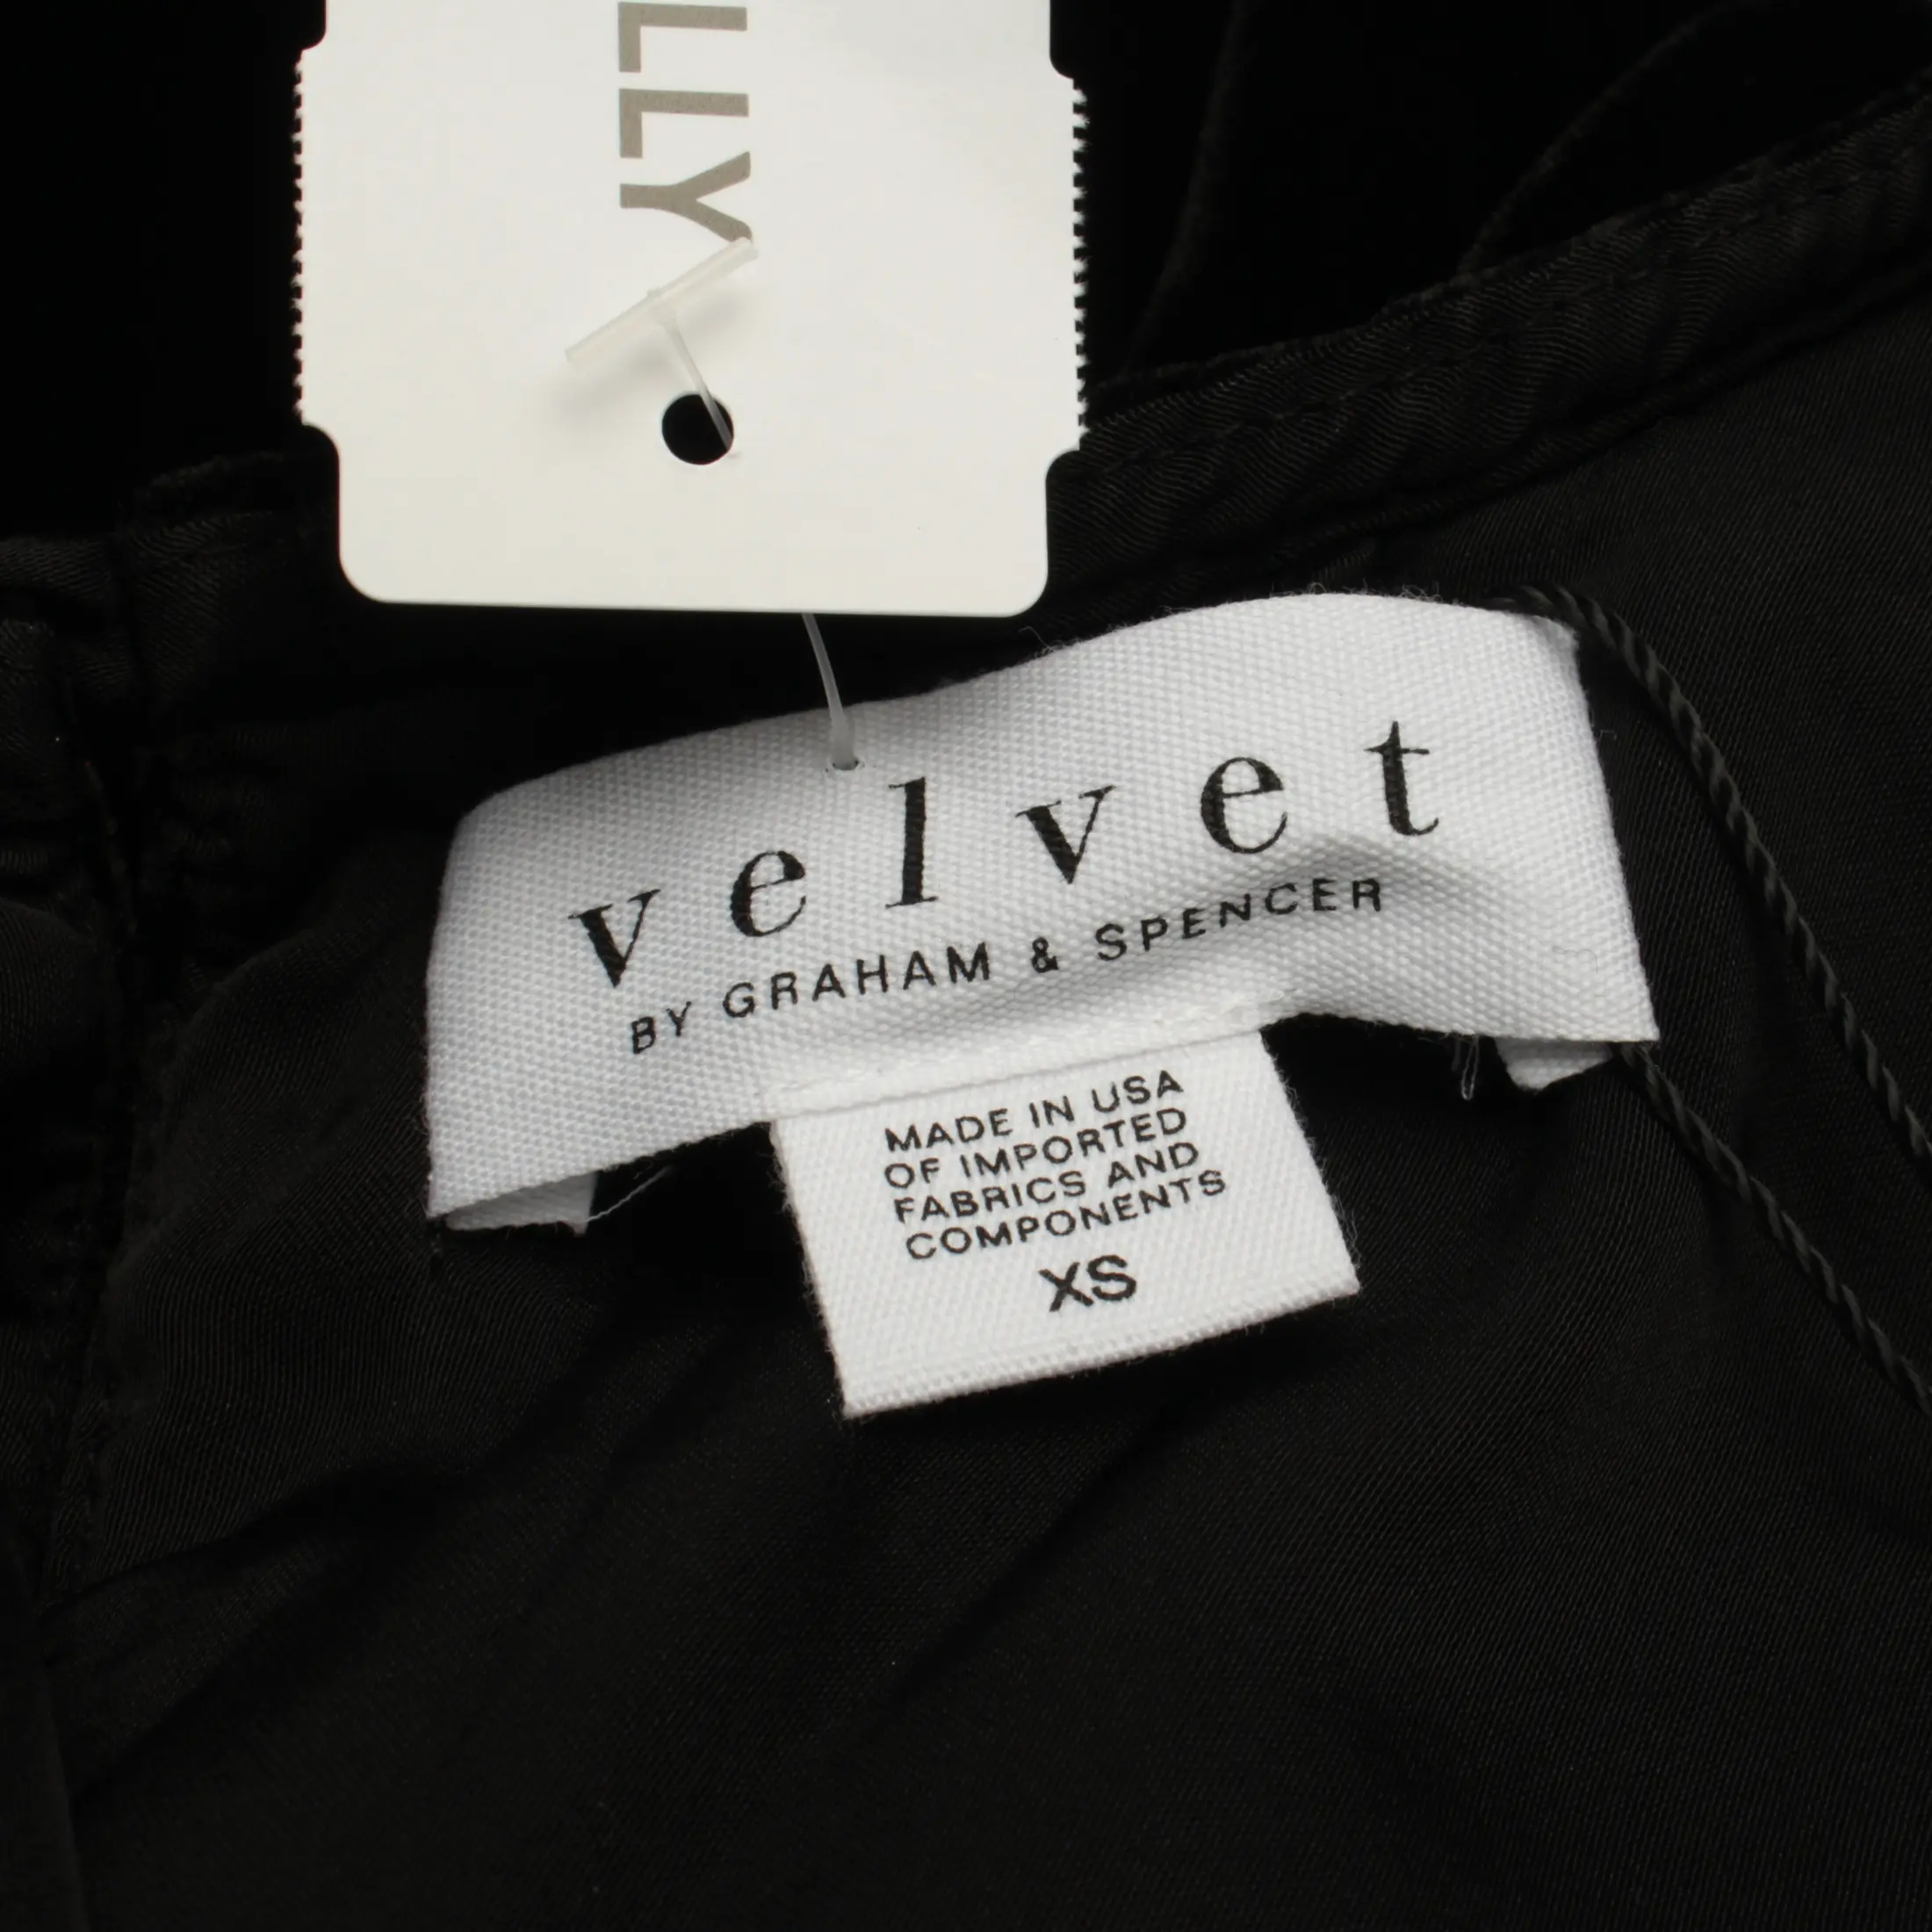 LLY
velvet
BY GRAHAM & SPENCER
MADE IN USA
OF IMPORTED
FABRICS AND
COMPONENTS
XS